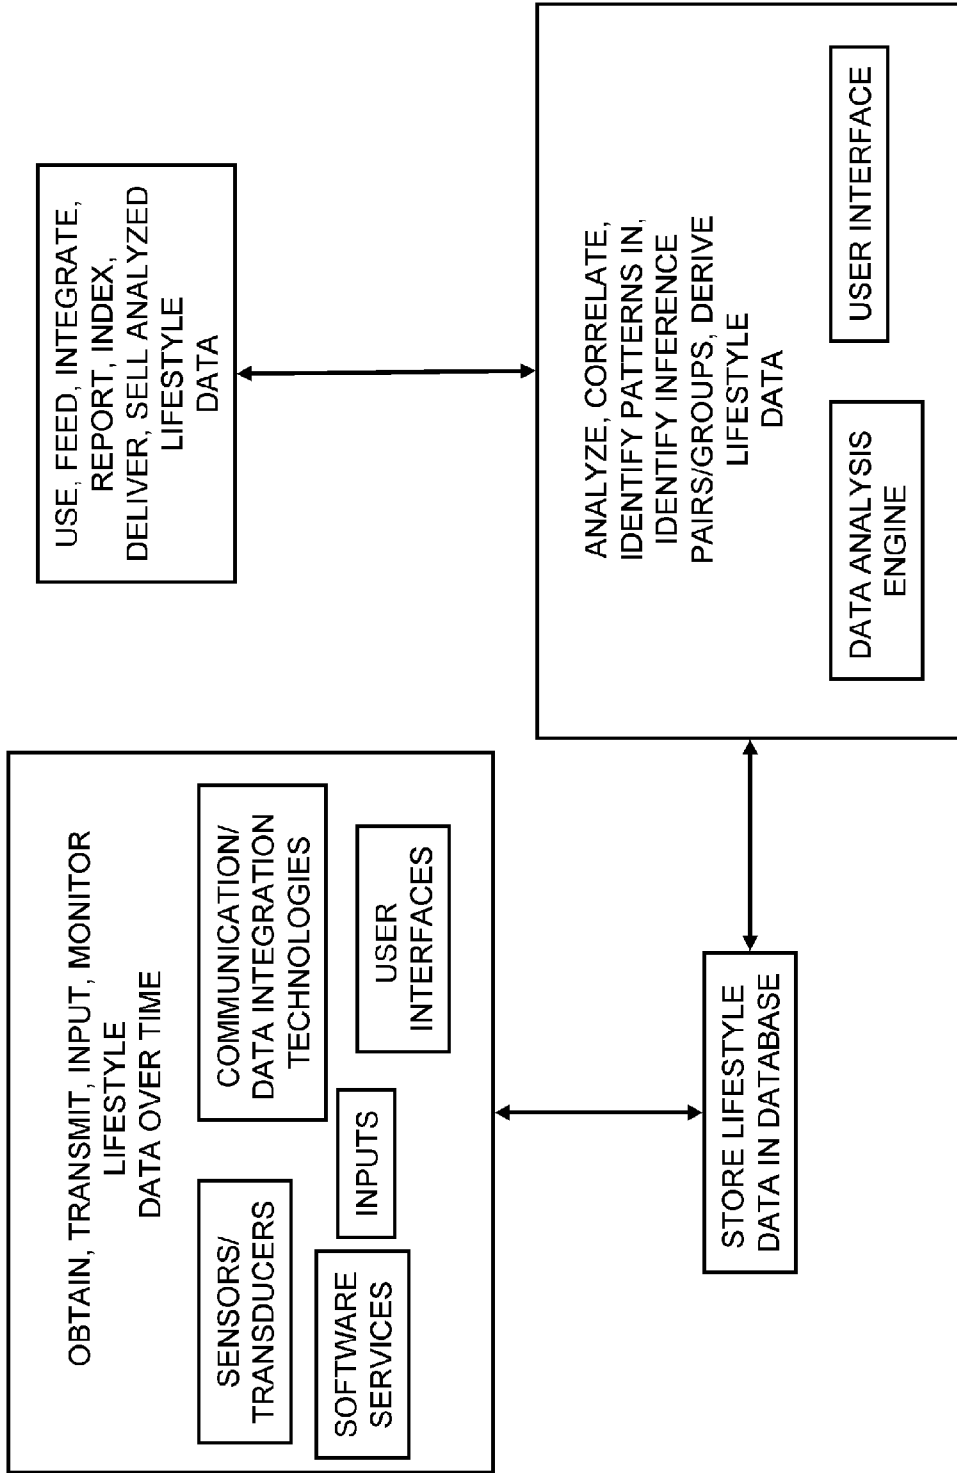 OBTAIN, TRANSMIT, INPUT, MONITOR
LIFESTYLE
DATA OVER TIME
SENSORS/
TRANSDUCERS
COMMUNICATION/
DATA INTEGRATION
TECHNOLOGIES
SOFTWARE
SERVICES
INPUTS
USER
INTERFACES
STORE LIFESTYLE
DATA IN DATABASE
USE, FEED, INTEGRATE,
REPORT, INDEX,
DELIVER, SELL ANALYZED
LIFESTYLE
DATA
ANALYZE, CORRELATE,
IDENTIFY PATTERNS IN,
IDENTIFY INFERENCE
PAIRS/GROUPS, DERIVE
LIFESTYLE
DATA
DATA ANALYSIS
ENGINE
USER INTERFACE